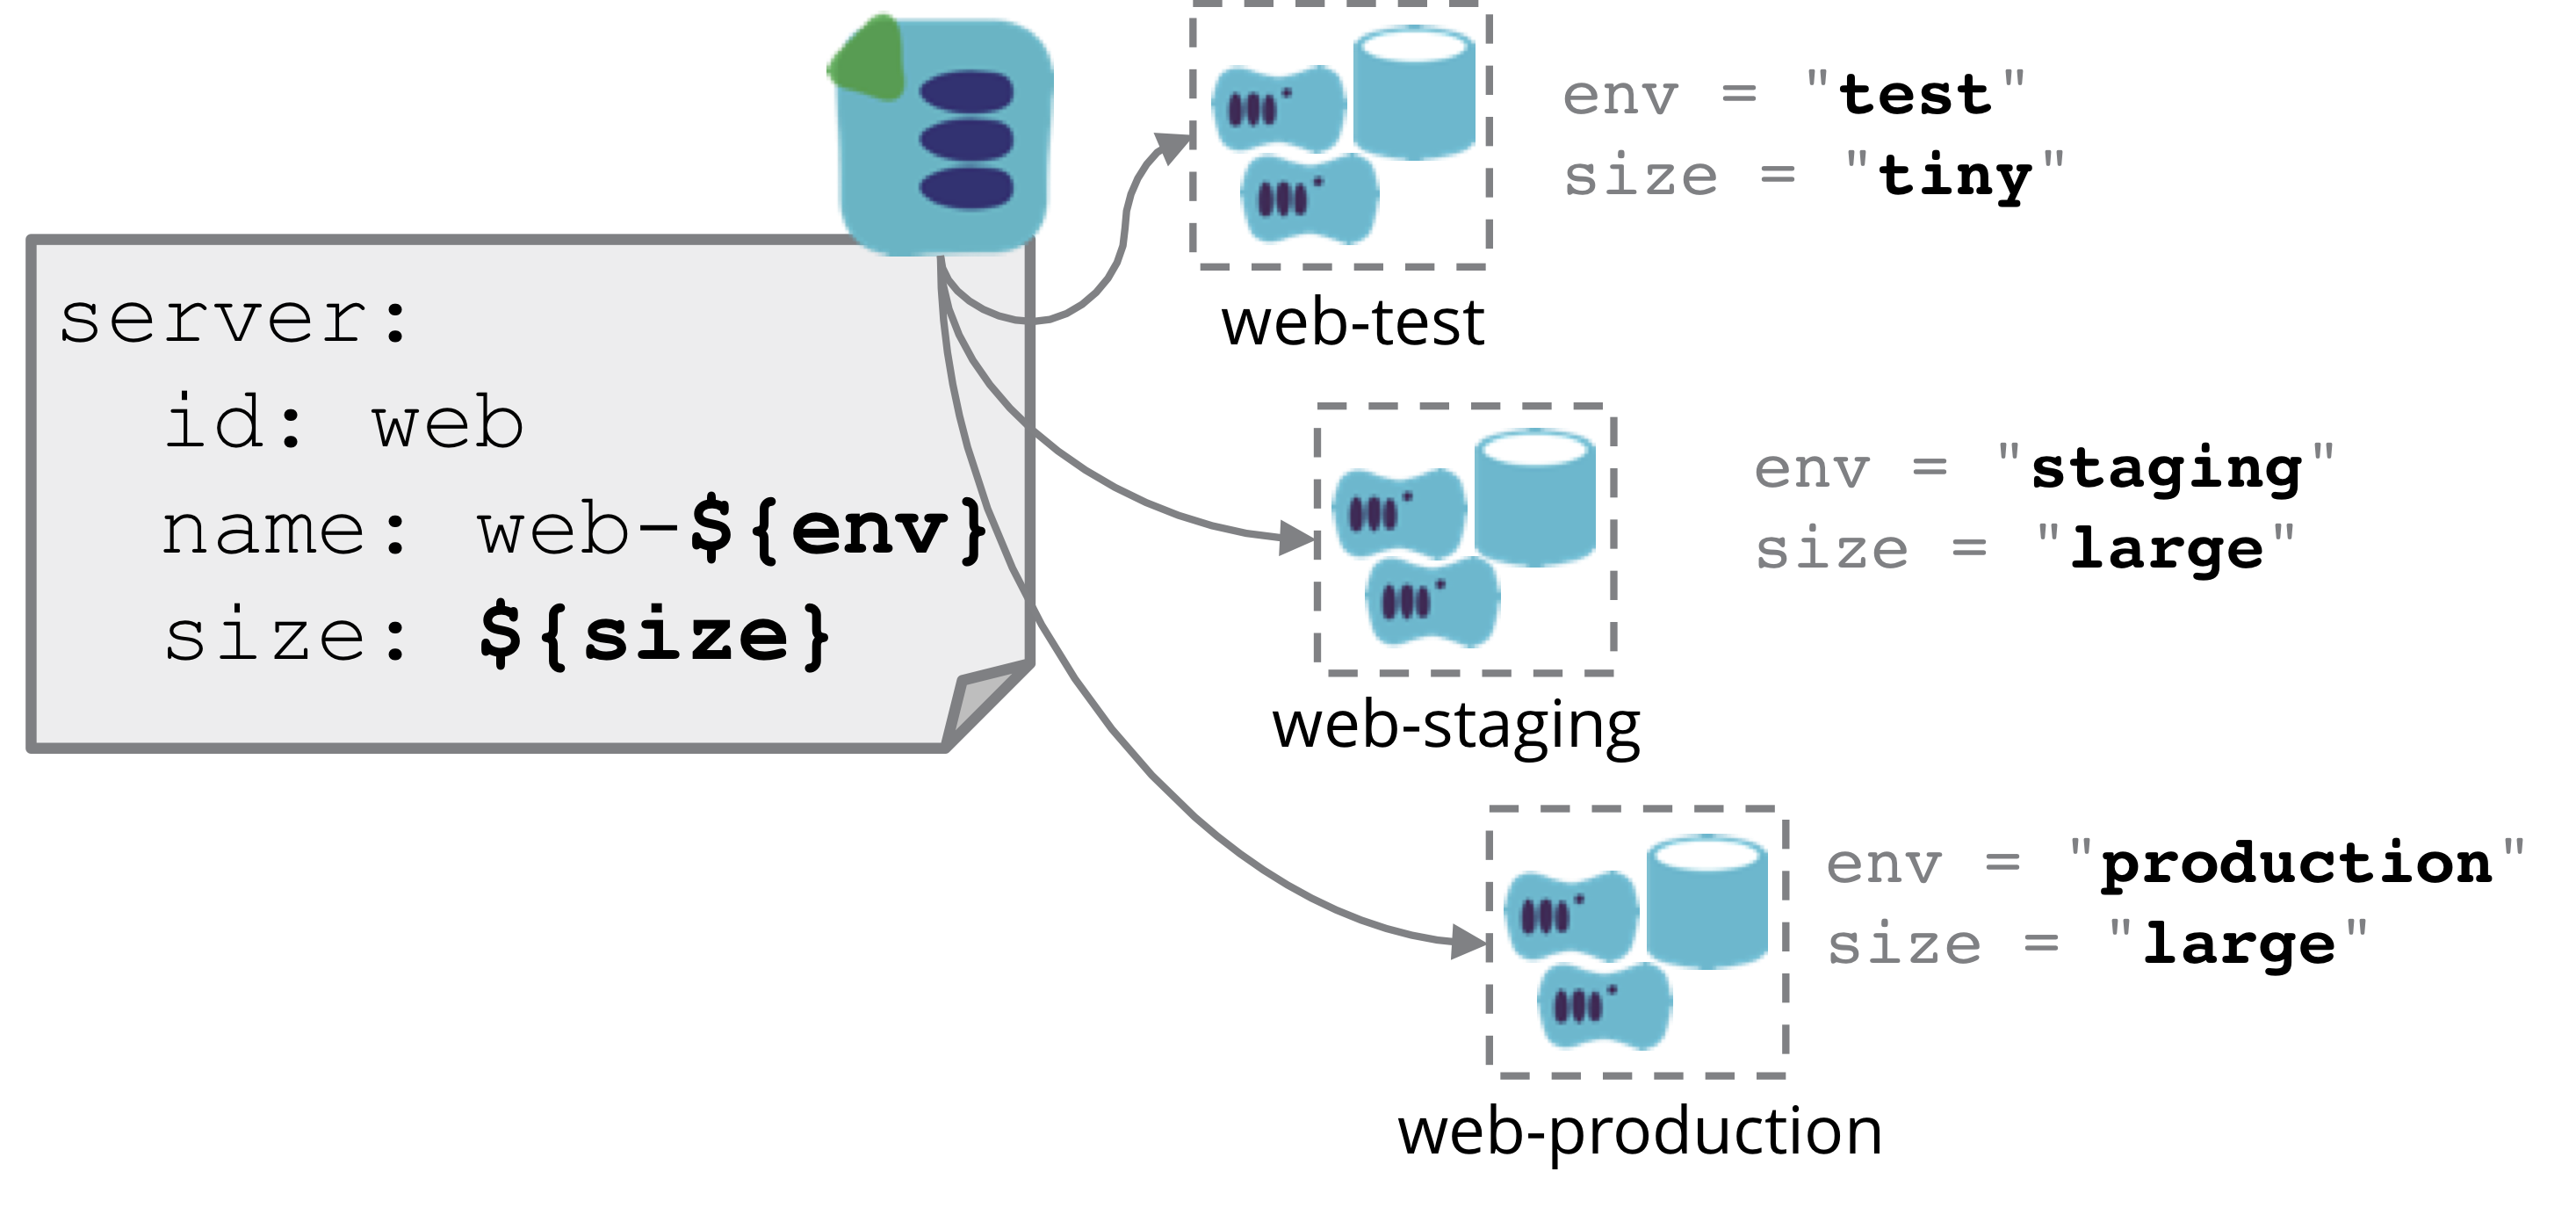 server:
  id: web
  name: web-${env}
  size: ${size}
env = "test"
size = "tiny"
web-test
env = "staging"
size = "large"
web-staging
env = "production"
size = "large"
web-production